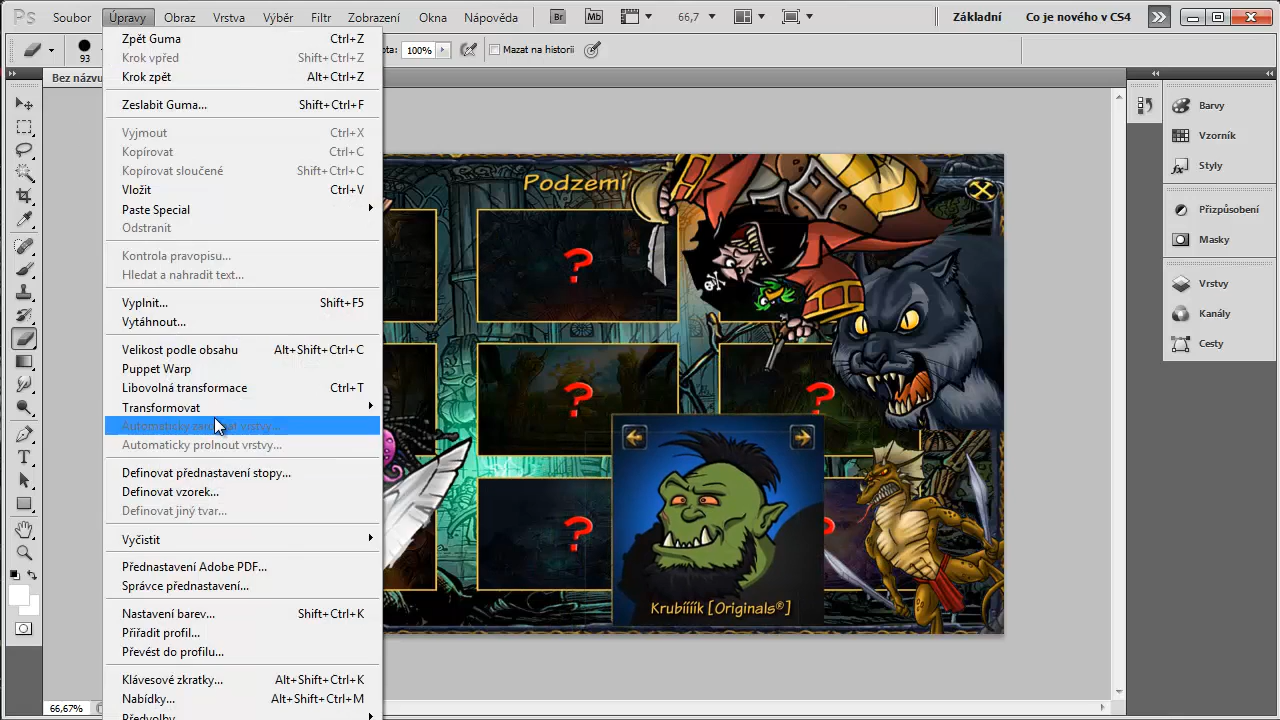 Ps Soubor Úpravy Obraz Vrstva Výběr Filtr Zobrazení Okna Nápověda Br Mb 66,7 Základní Co je nového v CS4
93 100% Mazat na historii
Bez názvu
Zpět Guma Ctrl+Z
Krok vpřed Shift+Ctrl+Z
Krok zpět Alt+Ctrl+Z
Zeslabit Guma... Shift+Ctrl+F
Vyjmout Ctrl+X
Kopírovat Ctrl+C
Kopírovat sloučené Shift+Ctrl+C
Vložit Ctrl+V
Paste Special
Odstranit
Kontrola pravopisu...
Hledat a nahradit text...
Vyplnit... Shift+F5
Vytáhnout...
Velikost podle obsahu Alt+Shift+Ctrl+C
Puppet Warp
Libovolná transformace Ctrl+T
Transformovat
Automaticky zarovnat vrstvy...
Automaticky prolnout vrstvy...
Definovat přednastavení stopy...
Definovat vzorek...
Definovat jiný tvar...
Vyčistit
Přednastavení Adobe PDF...
Správce přednastavení...
Nastavení barev... Shift+Ctrl+K
Přiřadit profil...
Převést do profilu...
Klávesové zkratky... Alt+Shift+Ctrl+K
Nabídky... Alt+Shift+Ctrl+M
Předvolby
Podzemí
?
?
?
?
?
Krubíííík [Originals®]
Barvy
Vzorník
Styly
Přizpůsobení
Masky
Vrstvy
Kanály
Cesty
66,67%